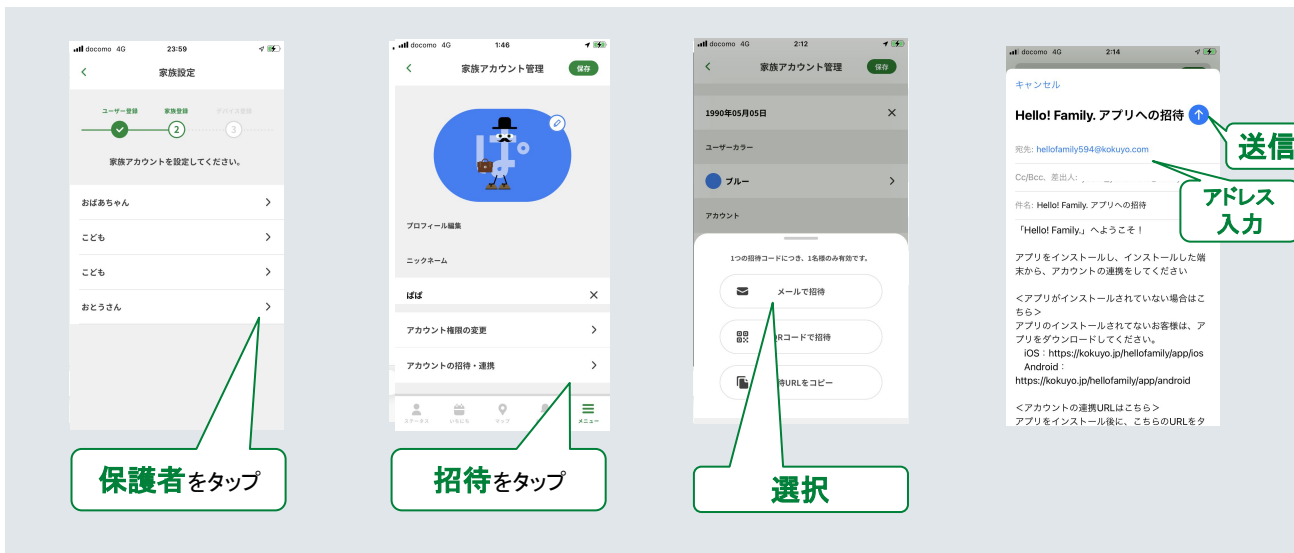 docomo 4G 23:59
家族設定
ユーザー登録 家族登録 デバイス登録
2 3
家族アカウントを設定してください。
おばあちゃん
こども
こども
おとうさん
保護者をタップ
docomo 4G 1:46
家族アカウント管理 保存
ぱ。
プロフィール編集
ニックネーム
ぱぱ
アカウント権限の変更
アカウントの招待・連携
ステータス いちにち マップ メニュー
招待をタップ
docomo 4G 2:12
家族アカウント管理 保存
1990年05月05日
ユーザーカラー
ブルー
アカウント
1つの招待コードにつき、1名様のみ有効です。
メールで招待
Rコードで招待
待URLをコピー
選択
docomo 4G 2:14
キャンセル
Hello! Family. アプリへの招待
送信
宛先: hellofamily594@kokuyo.com
Cc/Bcc、差出人:
アドレス
入力
件名: Hello! Family. アプリへの招待
「Hello! Family.」へようこそ！
アプリをインストールし、インストールした端
末から、アカウントの連携をしてください
＜アプリがインストールされていない場合はこ
ちら＞
アプリのインストールされてないお客様は、ア
プリをダウンロードしてください。
iOS：https://kokuyo.jp/hellofamily/app/ios
Android：
https://kokuyo.jp/hellofamily/app/android
＜アカウントの連携URLはこちら＞
アプリをインストール後に、こちらのURLをタ